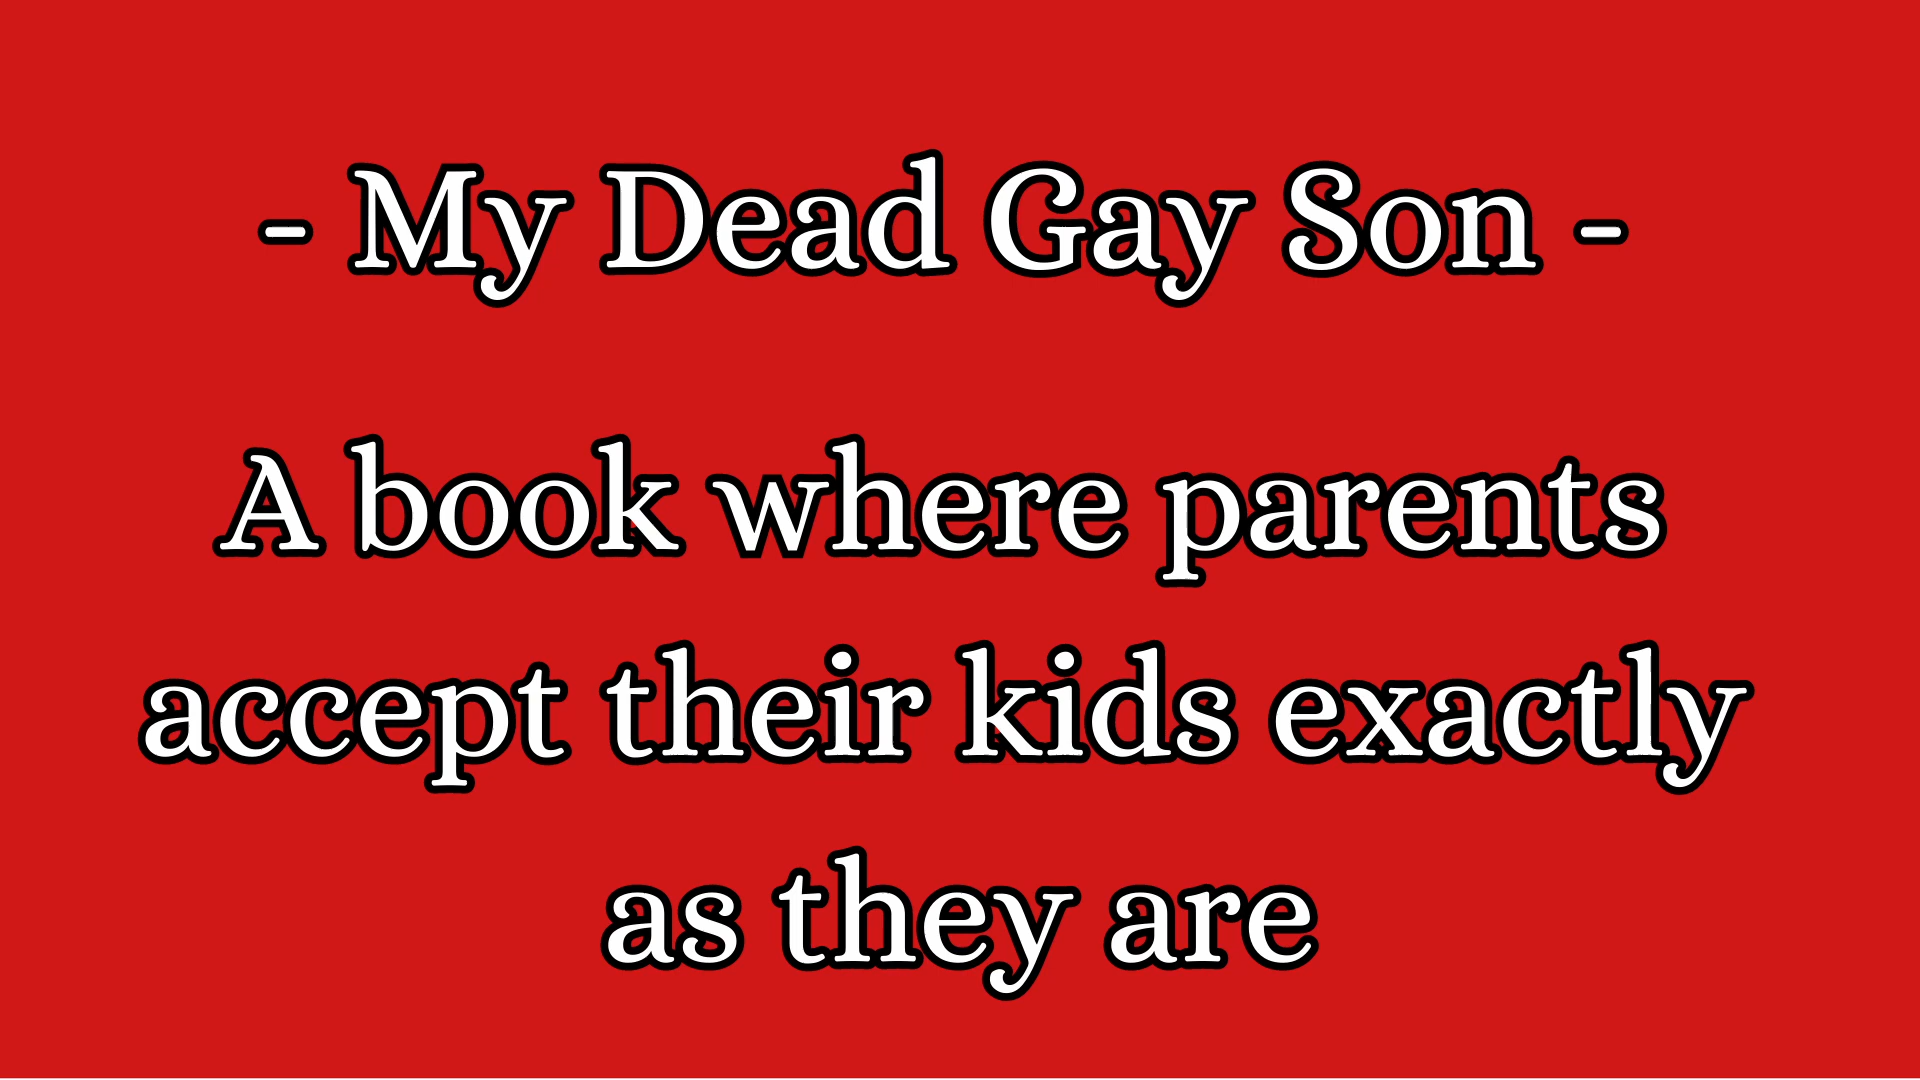 - My Dead Gay Son -
A book where parents
accept their kids exactly
as they are